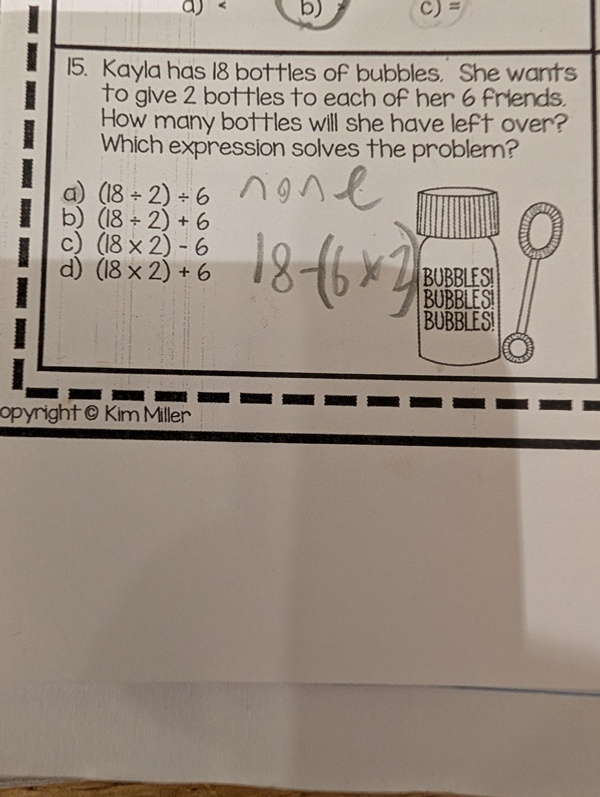 a) < b) > c) =
15. Kayla has 18 bottles of bubbles. She wants
to give 2 bottles to each of her 6 friends.
How many bottles will she have left over?
Which expression solves the problem?
a) (18 ÷ 2) ÷ 6
b) (18 ÷ 2) + 6
c) (18 x 2) - 6
d) (18 x 2) + 6
none
18-(6x2)
BUBBLES!
BUBBLES!
BUBBLES!
opyright © Kim Miller